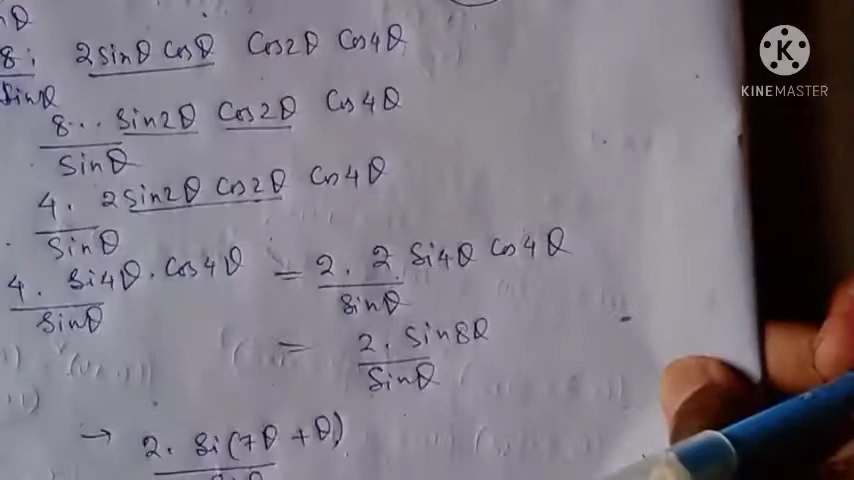 nθ
8. 2sinθ cosθ Cos2θ Cos4θ
Sinθ
8... sin2θ cos2θ Cos4θ
Sinθ
4. 2sin2θ cos2θ Cos4θ
Sinθ
4. Si4θ. Cos4θ = 2. 2 Si4θ cos4θ
Sinθ Sinθ
= 2. sin8θ
Sinθ
→ 2. si(7θ + θ)
K
KINEMASTER